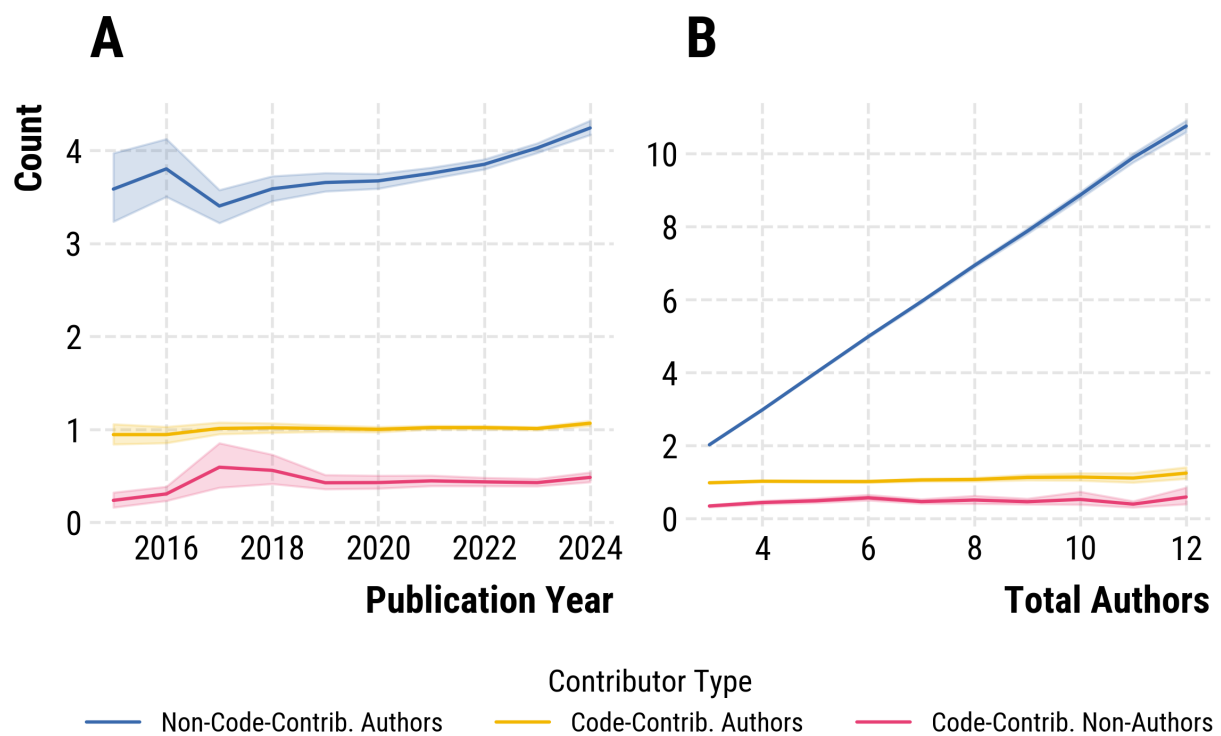 A
Count
4
3
2
1
0
2016 2018 2020 2022 2024
Publication Year
B
10
8
6
4
2
0
4 6 8 10 12
Total Authors
Contributor Type
Non-Code-Contrib. Authors Code-Contrib. Authors Code-Contrib. Non-Authors